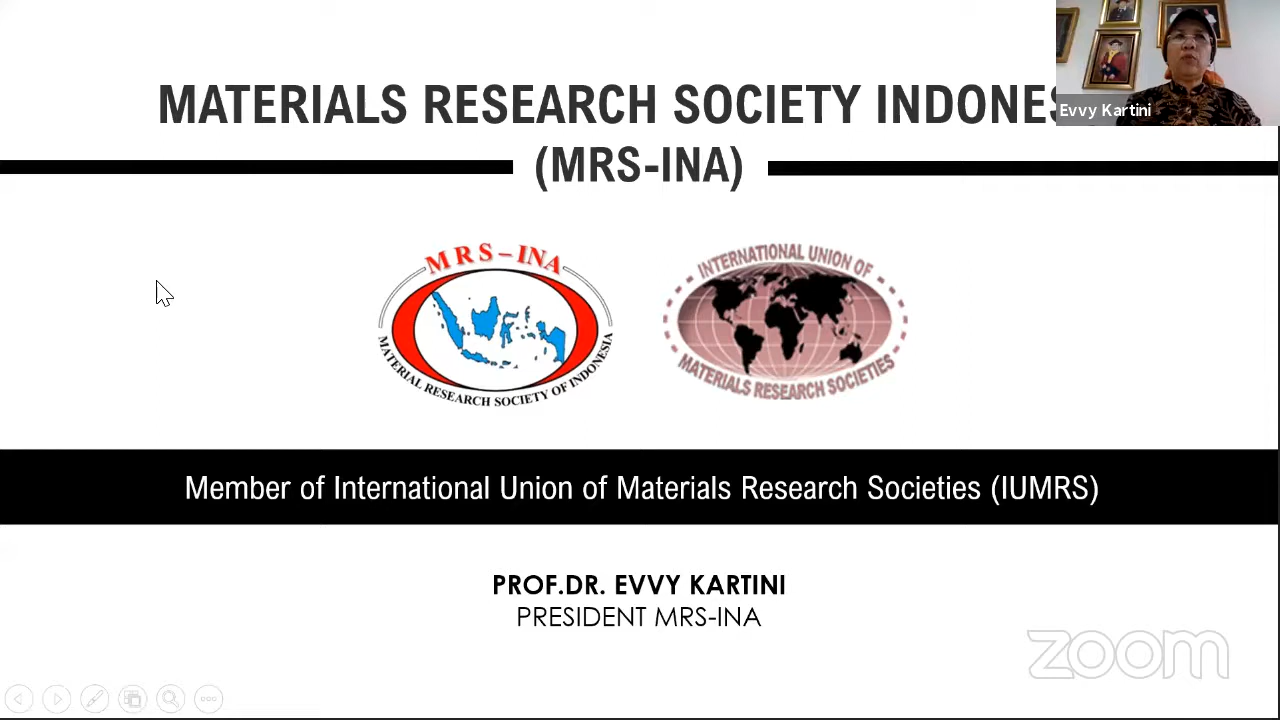 MATERIALS RESEARCH SOCIETY INDONES
Evvy Kartini
(MRS-INA)
MRS-INA
MATERIAL RESEARCH SOCIETY OF INDONESIA
INTERNATIONAL UNION OF
MATERIALS RESEARCH SOCIETIES
Member of International Union of Materials Research Societies (IUMRS)
PROF.DR. EVVY KARTINI
PRESIDENT MRS-INA
zoom